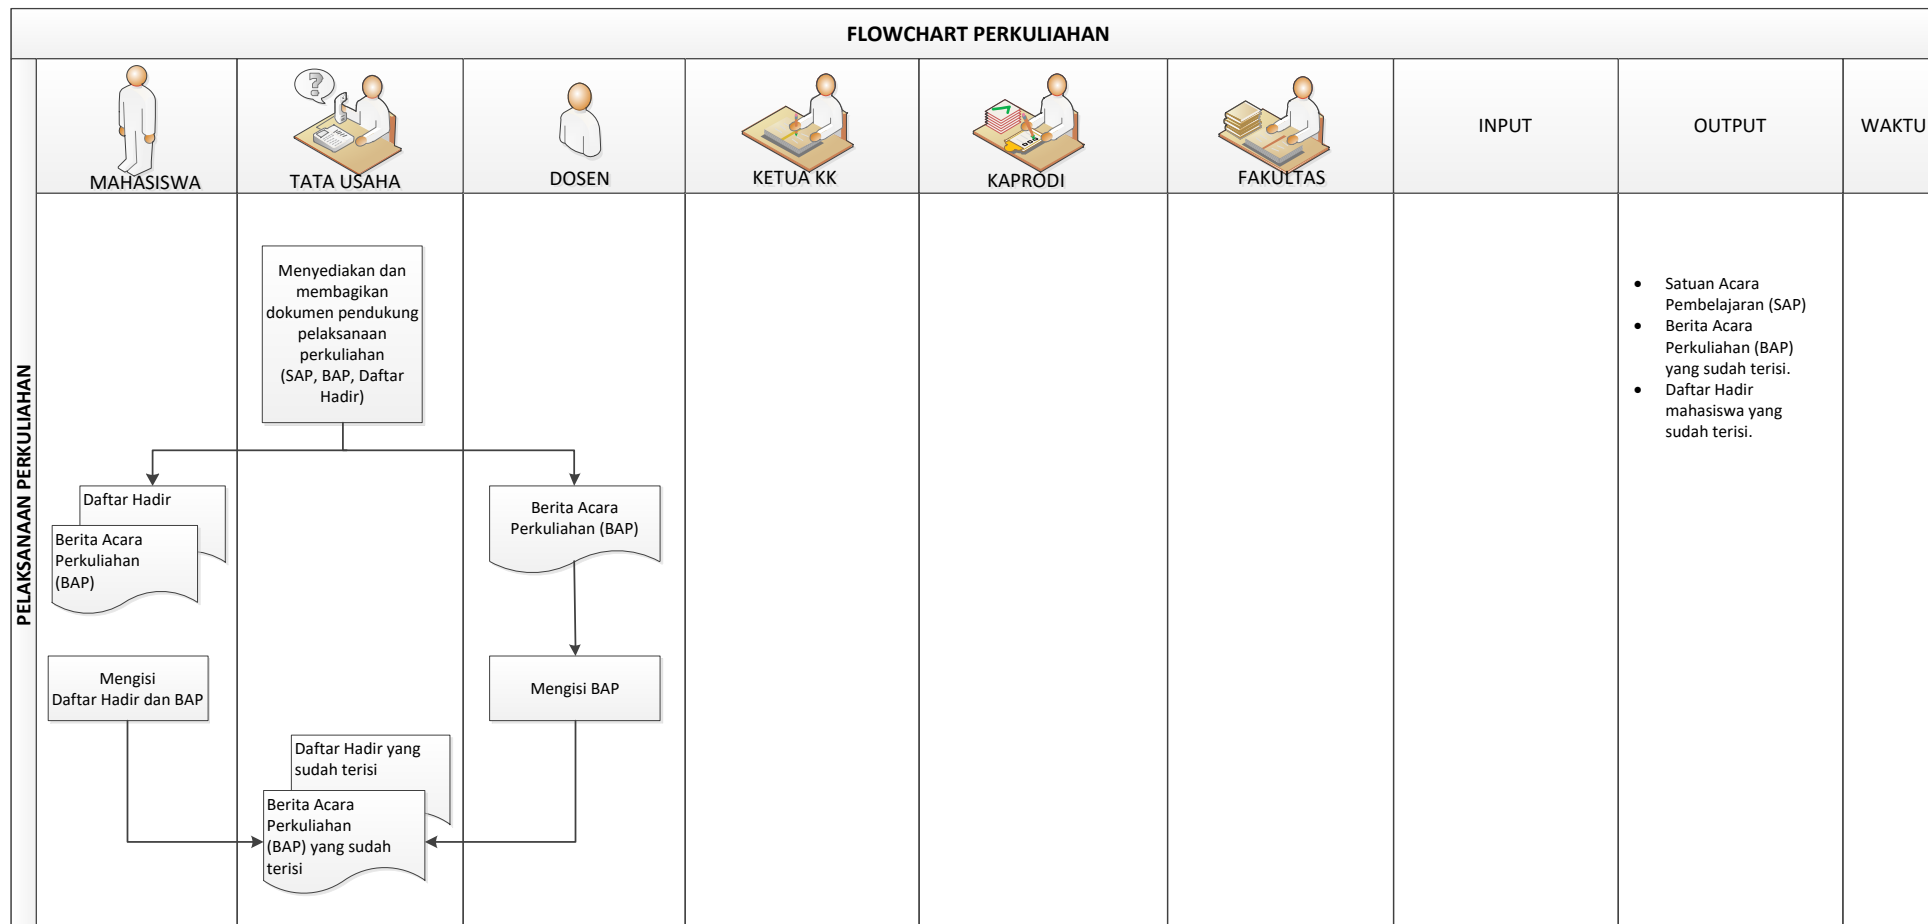 FLOWCHART PERKULIAHAN
MAHASISWA
TATA USAHA
DOSEN
KETUA KK
KAPRODI
FAKULTAS
INPUT
OUTPUT
WAKTU
PELAKSANAAN PERKULIAHAN
Menyediakan dan
membagikan
dokumen pendukung
pelaksanaan
perkuliahan
(SAP, BAP, Daftar
Hadir)
• Satuan Acara
Pembelajaran (SAP)
• Berita Acara
Perkuliahan (BAP)
yang sudah terisi.
• Daftar Hadir
mahasiswa yang
sudah terisi.
Daftar Hadir
Berita Acara
Perkuliahan
(BAP)
Berita Acara
Perkuliahan (BAP)
Mengisi
Daftar Hadir dan BAP
Mengisi BAP
Daftar Hadir yang
sudah terisi
Berita Acara
Perkuliahan
(BAP) yang sudah
terisi